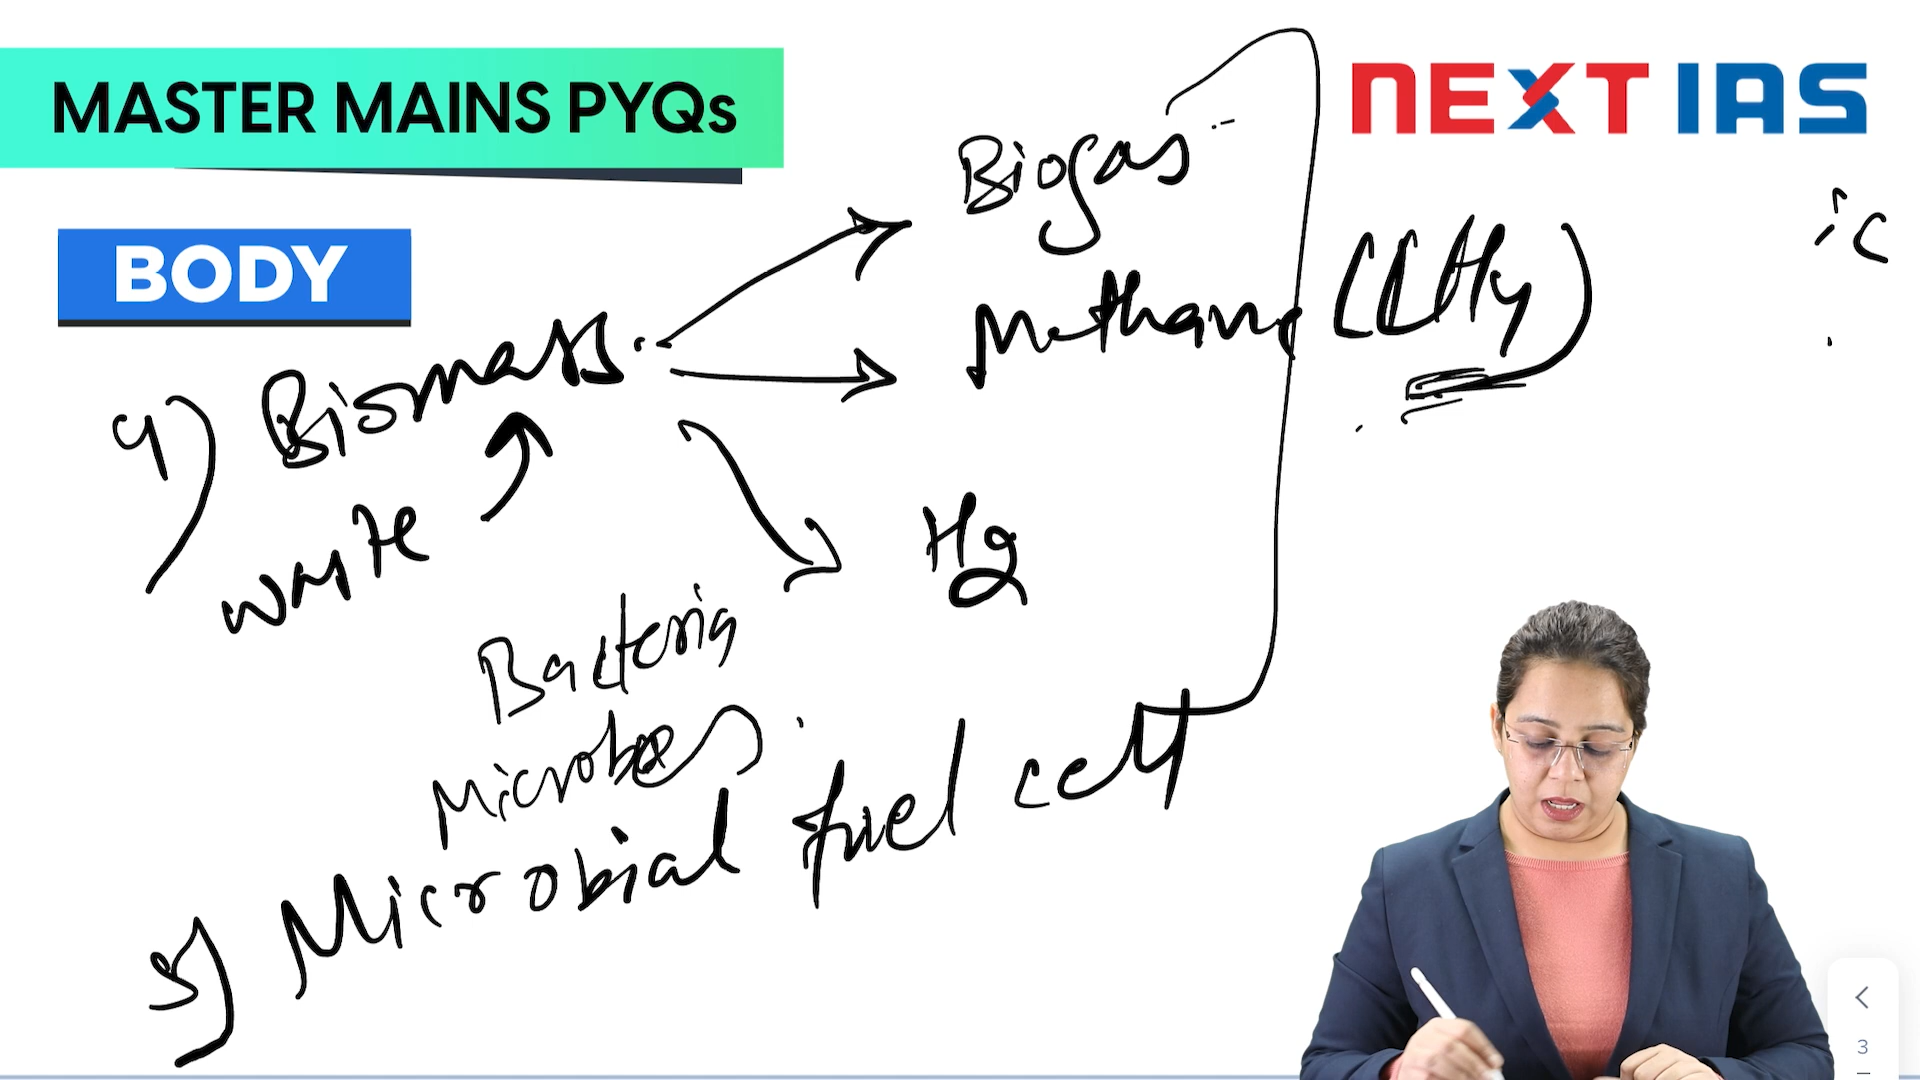 MASTER MAINS PYQs
NEXT IAS
BODY
Biogas
Methane (CH4)
4) Biomass
waste
H2
Bacteria
Microbes
5) Microbial fuel cell
3